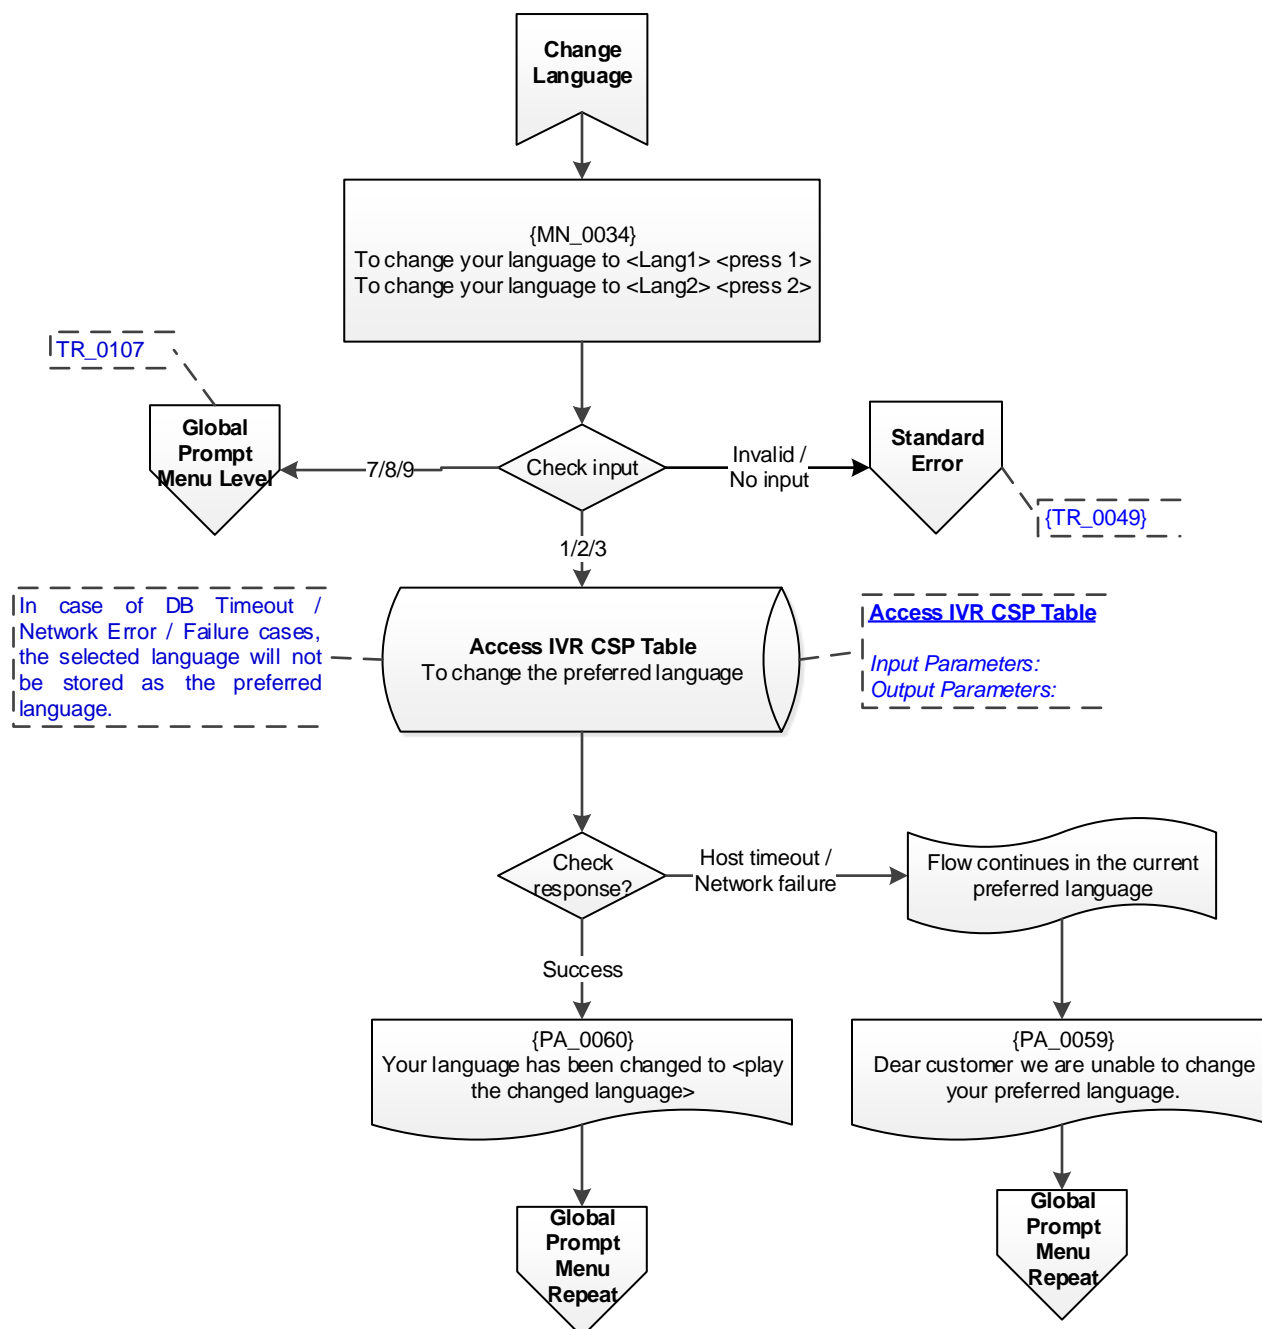 Change
Language
{MN_0034}
To change your language to <Lang1> <press 1>
To change your language to <Lang2> <press 2>
TR_0107
Global
Prompt
Menu Level
7/8/9
Check input
Invalid /
No input
Standard
Error
{TR_0049}
1/2/3
In case of DB Timeout /
Network Error / Failure cases,
the selected language will not
be stored as the preferred
language.
Access IVR CSP Table
To change the preferred language
Access IVR CSP Table
Input Parameters:
Output Parameters:
Check
response?
Host timeout /
Network failure
Flow continues in the current
preferred language
Success
{PA_0060}
Your language has been changed to <play
the changed language>
{PA_0059}
Dear customer we are unable to change
your preferred language.
Global
Prompt
Menu
Repeat
Global
Prompt
Menu
Repeat